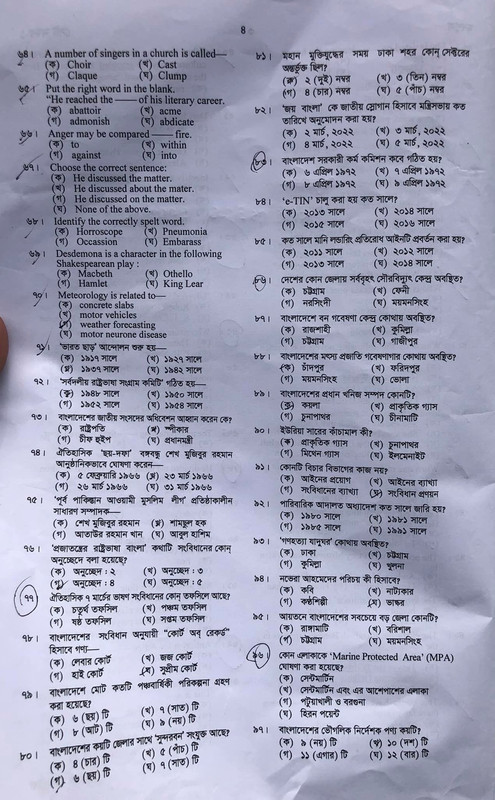 8
৬৪। A number of singers in a church is called—
(ক) Choir (খ) Cast
(গ) Claque (ঘ) Clump
৬৫। Put the right word in the blank.
"He reached the —— of his literary career.
(ক) abattoir (খ) acme
(গ) admonish (ঘ) abdicate
৬৬। Anger may be compared —— fire.
(ক) to (খ) within
(গ) against (ঘ) into
৬৭। Choose the correct sentence:
(ক) He discussed the matter.
(খ) He discussed about the mater.
(গ) He discussed on the matter.
(ঘ) None of the above.
৬৮। Identify the correctly spelt word.
(ক) Horroscope (খ) Pneumonia
(গ) Occassion (ঘ) Embarass
৬৯। Desdemona is a character in the following
Shakespearean play :
(ক) Macbeth (খ) Othello
(গ) Hamlet (ঘ) King Lear
৭০। Meteorology is related to—
(ক) concrete slabs
(খ) motor vehicles
(গ) weather forecasting
(ঘ) motor neurone disease
৭১। 'ভারত ছাড়' আন্দোলন শুরু হয়—
(ক) ১৯১৭ সালে (খ) ১৯২৭ সালে
(গ) ১৯৩৭ সালে (ঘ) ১৯৪২ সালে
৭২। 'সর্বদলীয় রাষ্ট্রভাষা সংগ্রাম কমিটি' গঠিত হয়—
(ক) ১৯৪৮ সালে (খ) ১৯৫০ সালে
(গ) ১৯৫২ সালে (ঘ) ১৯৫৪ সালে
৭৩। বাংলাদেশের জাতীয় সংসদের অধিবেশন আহ্বান করেন কে?
(ক) রাষ্ট্রপতি (খ) স্পীকার
(গ) চীফ হুইপ (ঘ) প্রধানমন্ত্রী
৭৪। ঐতিহাসিক 'ছয়-দফা' বঙ্গবন্ধু শেখ মুজিবুর রহমান
আনুষ্ঠানিকভাবে ঘোষণা করেন—
(ক) ৫ ফেব্রুয়ারি ১৯৬৬ (খ) ২৩ মার্চ ১৯৬৬
(গ) ২৬ মার্চ ১৯৬৬ (ঘ) ৩১ মার্চ ১৯৬৬
৭৫। 'পূর্ব পাকিস্তান আওয়ামী মুসলিম লীগ' প্রতিষ্ঠাকালীন
সাধারণ সম্পাদক—
(ক) শেখ মুজিবুর রহমান (খ) শামছুল হক
(গ) আতাউর রহমান খান (ঘ) আবুল হাশিম
৭৬। 'প্রজাতন্ত্রের রাষ্ট্রভাষা বাংলা' কথাটি সংবিধানের কোন্
অনুচ্ছেদে বলা হয়েছে?
(ক) অনুচ্ছেদ : ২ (খ) অনুচ্ছেদ : ৩
(গ) অনুচ্ছেদ : ৪ (ঘ) অনুচ্ছেদ : ৫
৭৭। ঐতিহাসিক ৭ মার্চের ভাষণ সংবিধানের কোন্ তফসিলে আছে?
(ক) চতুর্থ তফসিল (খ) পঞ্চম তফসিল
(গ) ষষ্ঠ তফসিল (ঘ) সপ্তম তফসিল
৭৮। বাংলাদেশের সংবিধান অনুযায়ী "কোর্ট অব্ রেকর্ড"
হিসাবে গণ্য—
(ক) লেবার কোর্ট (খ) জজ কোর্ট
(গ) হাই কোর্ট (ঘ) সুপ্রীম কোর্ট
৭৯। বাংলাদেশে মোট কতটি পঞ্চবার্ষিকী পরিকল্পনা গ্রহণ
করা হয়েছে?
(ক) ৬ (ছয়) টি (খ) ৭ (সাত) টি
(গ) ৮ (আট) টি (ঘ) ৯ (নয়) টি
৮০। বাংলাদেশের কয়টি জেলার সাথে 'সুন্দরবন' সংযুক্ত আছে?
(ক) ৪ (চার) টি (খ) ৫ (পাঁচ) টি
(গ) ৬ (ছয়) টি (ঘ) ৭ (সাত) টি
৮১। মহান মুক্তিযুদ্ধের সময় ঢাকা শহর কোন্ সেক্টরের
অন্তর্ভুক্ত ছিল?
(ক) ২ (দুই) নম্বর (খ) ৩ (তিন) নম্বর
(গ) ৪ (চার) নম্বর (ঘ) ৫ (পাঁচ) নম্বর
৮২। 'জয় বাংলা' কে জাতীয় স্লোগান হিসাবে মন্ত্রিসভায় কত
তারিখে অনুমোদন করা হয়?
(ক) ২ মার্চ, ২০২২ (খ) ৩ মার্চ, ২০২২
(গ) ৪ মার্চ, ২০২২ (ঘ) ৫ মার্চ, ২০২২
৮৩। বাংলাদেশ সরকারী কর্ম কমিশন কবে গঠিত হয়?
(ক) ৬ এপ্রিল ১৯৭২ (খ) ৭ এপ্রিল ১৯৭২
(গ) ৮ এপ্রিল ১৯৭২ (ঘ) ৯ এপ্রিল ১৯৭২
৮৪। 'e-TIN' চালু করা হয় কত সালে?
(ক) ২০১৩ সালে (খ) ২০১৪ সালে
(গ) ২০১৫ সালে (ঘ) ২০১৬ সালে
৮৫। কত সালে মানি লন্ডারিং প্রতিরোধ আইনটি প্রবর্তন করা হয়?
(ক) ২০১১ সালে (খ) ২০১২ সালে
(গ) ২০১৩ সালে (ঘ) ২০১৪ সালে
৮৬। দেশের কোন জেলায় সর্ববৃহৎ সৌরবিদ্যুৎ কেন্দ্র অবস্থিত?
(ক) চট্টগ্রাম (খ) ফেনী
(গ) নরসিংদী (ঘ) ময়মনসিংহ
৮৭। বাংলাদেশে বন গবেষণা কেন্দ্র কোথায় অবস্থিত?
(ক) রাজশাহী (খ) কুমিল্লা
(গ) চট্টগ্রাম (ঘ) গাজীপুর
৮৮। বাংলাদেশের মৎস্য প্রজাতি গবেষণাগার কোথায় অবস্থিত?
(ক) চাঁদপুর (খ) ফরিদপুর
(গ) ময়মনসিংহ (ঘ) ভোলা
৮৯। বাংলাদেশের প্রধান খনিজ সম্পদ কোনটি?
(ক) কয়লা (খ) প্রাকৃতিক গ্যাস
(গ) চুনাপাথর (ঘ) চীনামাটি
৯০। ইউরিয়া সারের কাঁচামাল কী?
(ক) প্রাকৃতিক গ্যাস (খ) চুনাপাথর
(গ) মিথেন গ্যাস (ঘ) ইলমেনাইট
৯১। কোনটি বিচার বিভাগের কাজ নয়?
(ক) আইনের প্রয়োগ (খ) আইনের ব্যাখ্যা
(গ) সংবিধানের ব্যাখ্যা (ঘ) সংবিধান প্রণয়ন
৯২। পারিবারিক আদালত অধ্যাদেশ কত সালে জারি হয়?
(ক) ১৯৮০ সালে (খ) ১৯৮১ সালে
(গ) ১৯৮৫ সালে (ঘ) ১৯৯১ সালে
৯৩। 'গণহত্যা যাদুঘর' কোথায় অবস্থিত?
(ক) ঢাকা (খ) চট্টগ্রাম
(গ) কুমিল্লা (ঘ) খুলনা
৯৪। নভেরা আহমেদের পরিচয় কী হিসাবে?
(ক) কবি (খ) নাট্যকার
(গ) কণ্ঠশিল্পী (ঘ) ভাস্কর
৯৫। আয়তনে বাংলাদেশের সবচেয়ে বড় জেলা কোনটি?
(ক) রাঙ্গামাটি (খ) বরিশাল
(গ) চট্টগ্রাম (ঘ) ময়মনসিংহ
৯৬। কোন এলাকাকে 'Marine Protected Area' (MPA)
ঘোষণা করা হয়েছে?
(ক) সেন্টমার্টিন
(খ) সেন্টমার্টিন এবং এর আশেপাশের এলাকা
(গ) পটুয়াখালী ও বরগুনা
(ঘ) হিরন পয়েন্ট
৯৭। বাংলাদেশের ভৌগলিক নির্দেশক পণ্য কয়টি?
(ক) ৯ (নয়) টি (খ) ১০ (দশ) টি
(গ) ১১ (এগার) টি (ঘ) ১২ (বার) টি